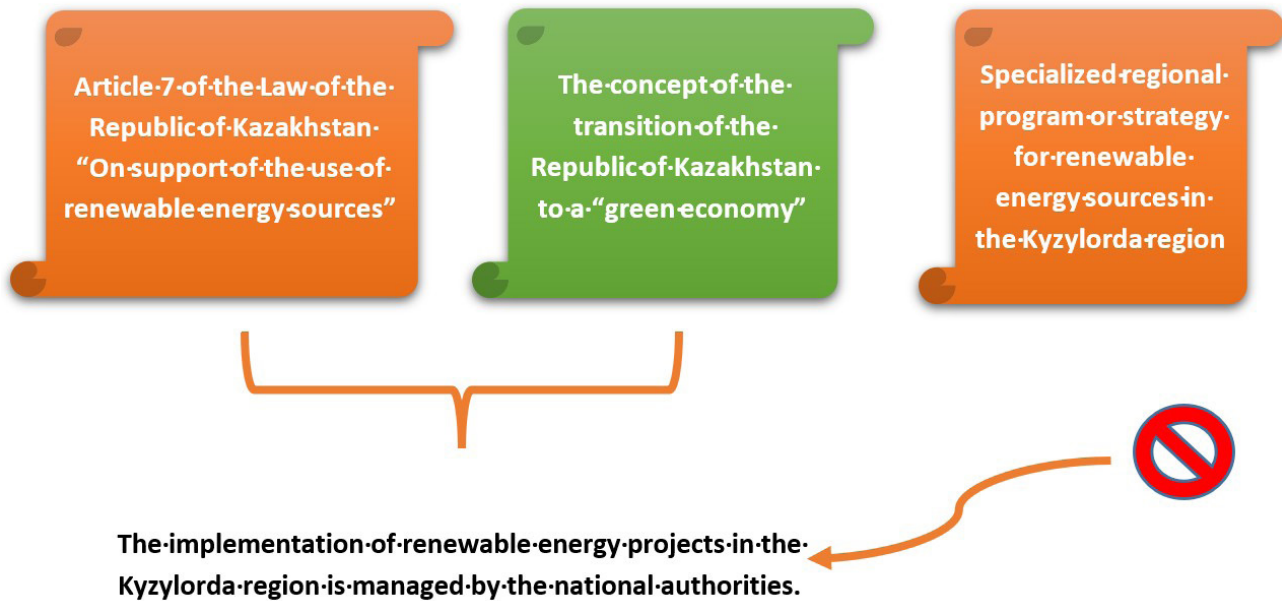 Article·7·of·the·Law·of·the·
Republic·of·Kazakhstan·
“On·support·of·the·use·of·
renewable·energy·sources”
The·concept·of·the·
transition·of·the·
Republic·of·Kazakhstan·
to·a·“green·economy”
Specialized·regional·
program·or·strategy·
for·renewable·
energy·sources·in·
the·Kyzylorda·region
The·implementation·of·renewable·energy·projects·in·the·
Kyzylorda·region·is·managed·by·the·national·authorities.